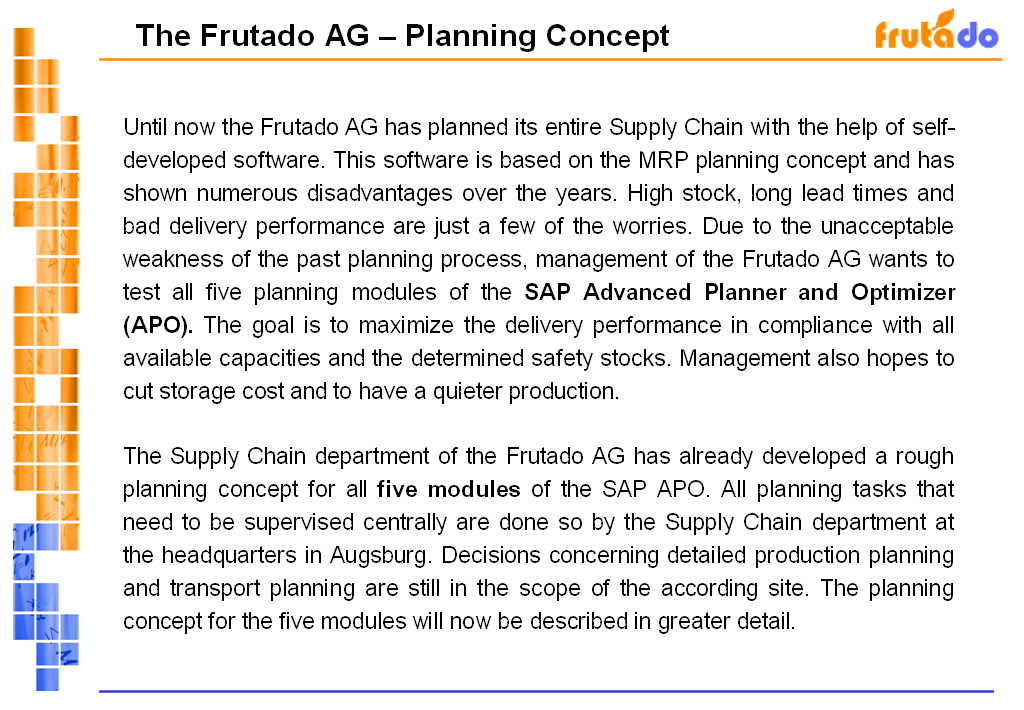 The Frutado AG – Planning Concept
frutado
Until now the Frutado AG has planned its entire Supply Chain with the help of self-
developed software. This software is based on the MRP planning concept and has
shown numerous disadvantages over the years. High stock, long lead times and
bad delivery performance are just a few of the worries. Due to the unacceptable
weakness of the past planning process, management of the Frutado AG wants to
test all five planning modules of the SAP Advanced Planner and Optimizer
(APO). The goal is to maximize the delivery performance in compliance with all
available capacities and the determined safety stocks. Management also hopes to
cut storage cost and to have a quieter production.
The Supply Chain department of the Frutado AG has already developed a rough
planning concept for all five modules of the SAP APO. All planning tasks that
need to be supervised centrally are done so by the Supply Chain department at
the headquarters in Augsburg. Decisions concerning detailed production planning
and transport planning are still in the scope of the according site. The planning
concept for the five modules will now be described in greater detail.